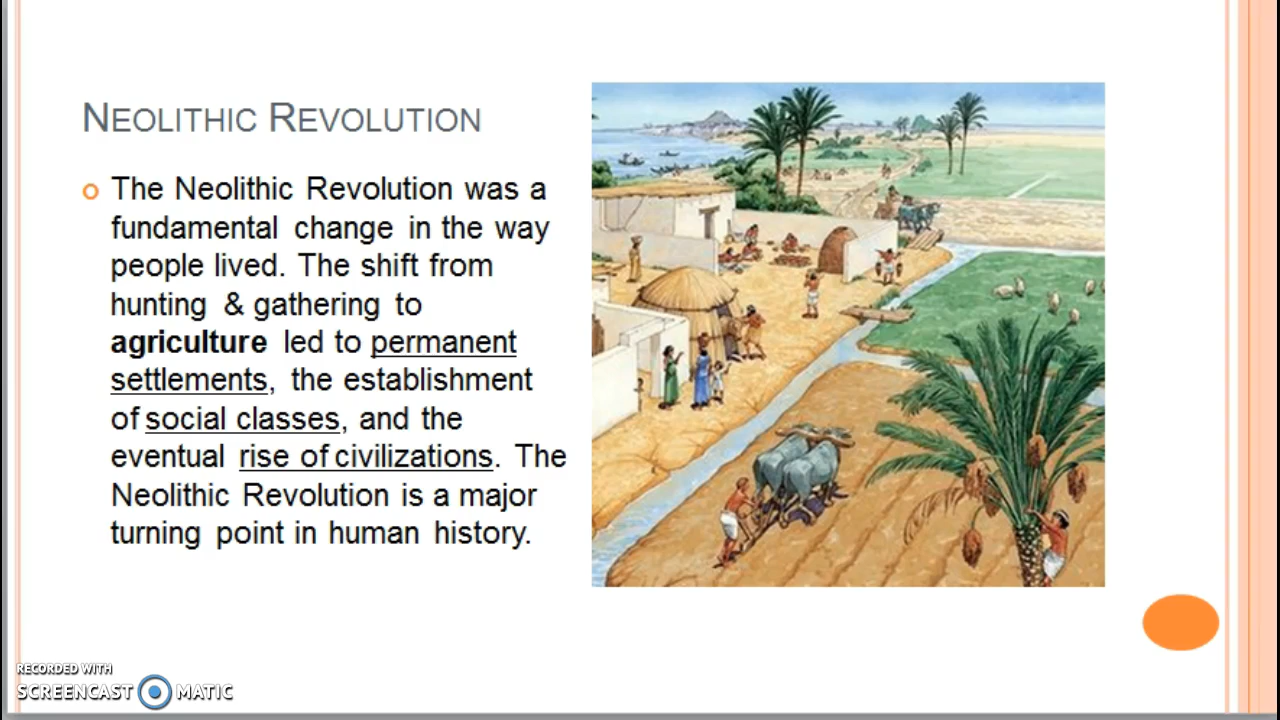 NEOLITHIC REVOLUTION
The Neolithic Revolution was a
fundamental change in the way
people lived. The shift from
hunting & gathering to
agriculture led to permanent
settlements, the establishment
of social classes, and the
eventual rise of civilizations. The
Neolithic Revolution is a major
turning point in human history.
RECORDED WITH
SCREENCAST MATIC